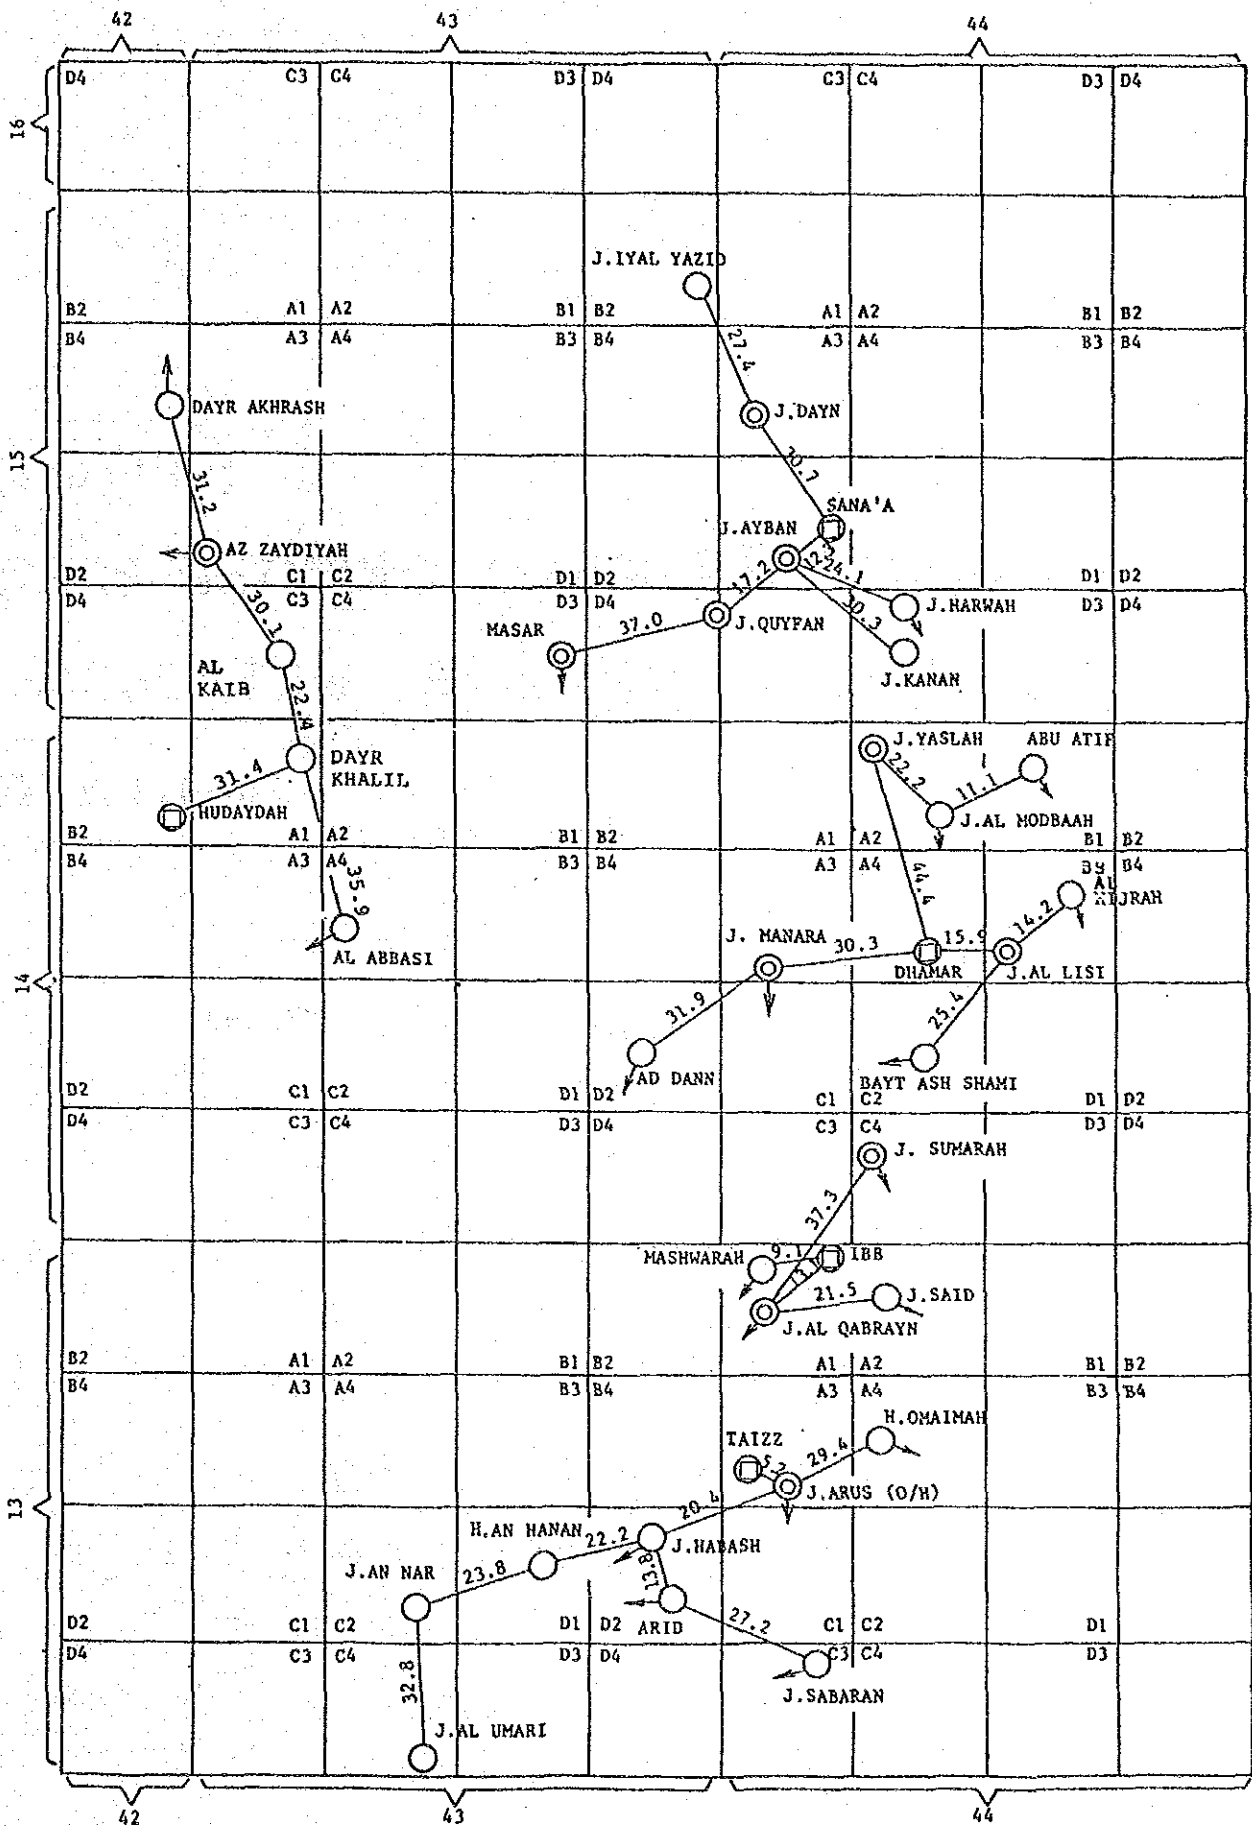 42 43 44
D4 C3 C4 D3 D4 C3 C4 D3 D4
16
J.IYAL YAZID
B2 A1 A2 B1 B2 A1 A2 B1 B2
B4 A3 A4 B3 B4 A3 A4 B3 B4
27.4
DAYR AKHRASH
J.DAYN
15
30.7
31.2
SANA'A
J.AYBAN
AZ ZAYDIYAH
D2 C1 C2 D1 D2 17.2 24.1 D1 D2
D4 C3 C4 D3 D4 30.3 J.HARWAH D3 D4
30.1
MASAR 37.0 J.QUYFAN
AL
KAIB
J.KANAN
22.4
J.YASLAH ABU ATIF
DAYR
KHALIL
31.4
22.2 11.1
HUDAYDAH
J.AL MODBAAH
B2 A1 A2 B1 B2 A1 A2 B1 B2
B4 A3 A4 B3 B4 A3 A4 B4
35.9
44.4
AL
14.2
J. MANARA 30.3 15.9
AL ABBASI
DHAMAR J.AL LISI
14
31.9
25.4
AD DANN
BAYT ASH SHAMI
D2 C1 C2 D1 D2 C1 C2 D1 D2
D4 C3 C4 D3 D4 C3 C4 D3 D4
J. SUMARAH
37.3
MASHWARAH 9.1 IBB
21.5 J.SAID
J.AL QABRAYN
B2 A1 A2 B1 B2 A1 A2 B1 B2
B4 A3 A4 B3 B4 A3 A4 B3 B4
H.OMAIMAH
TAIZZ
29.4
J.ARUS (O/H)
13
20.4
H.AN HANAN 22.2
J.HABASH
J.AN NAR 23.8
13.8
27.2
D2 C1 C2 D1 D2 ARID C1 C2 D1
D4 C3 C4 D3 D4 C3 C4 D3
32.8
J.SABARAN
J.AL UMARI
42 43 44